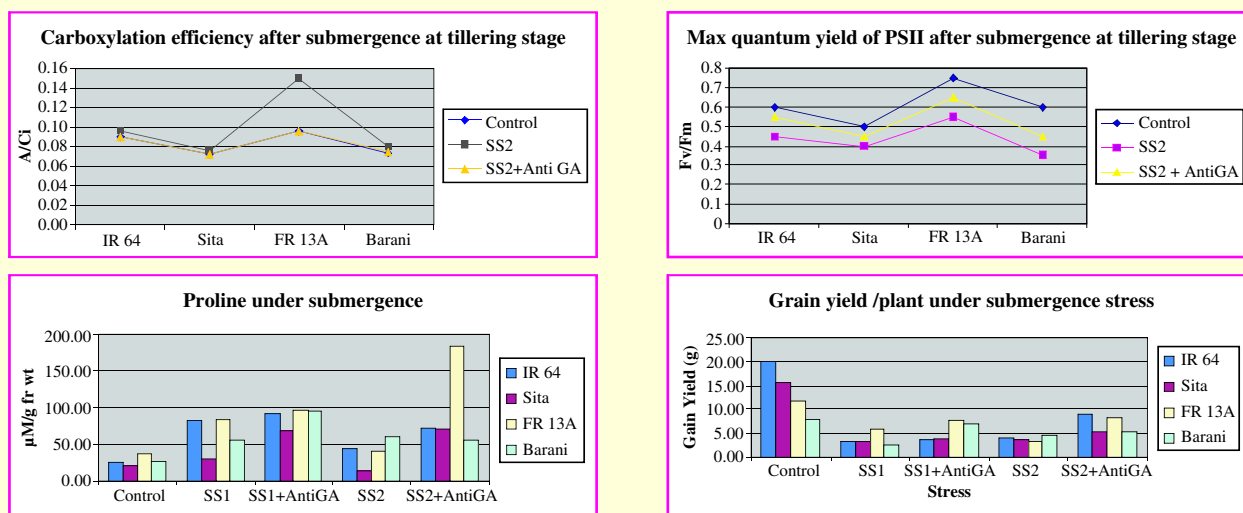 Carboxylation efficiency after submergence at tillering stage
0.16
0.14
0.12
0.10
0.08
0.06
0.04
0.02
0.00
A/Ci
IR 64 Sita FR 13A Barani
Control
SS2
SS2+Anti GA
Max quantum yield of PSII after submergence at tillering stage
0.8
0.7
0.6
0.5
0.4
0.3
0.2
0.1
0
Fv/Fm
IR 64 Sita FR 13A Barani
Control
SS2
SS2 + AntiGA
Proline under submergence
200.00
150.00
100.00
50.00
0.00
µM/g fr wt
Control SS1 SS1+AntiGA SS2 SS2+AntiGA
IR 64
Sita
FR 13A
Barani
Grain yield /plant under submergence stress
25.00
20.00
15.00
10.00
5.00
0.00
Gain Yield (g)
Control SS1 SS1+AntiGA SS2 SS2+AntiGA
Stress
IR 64
Sita
FR 13A
Barani